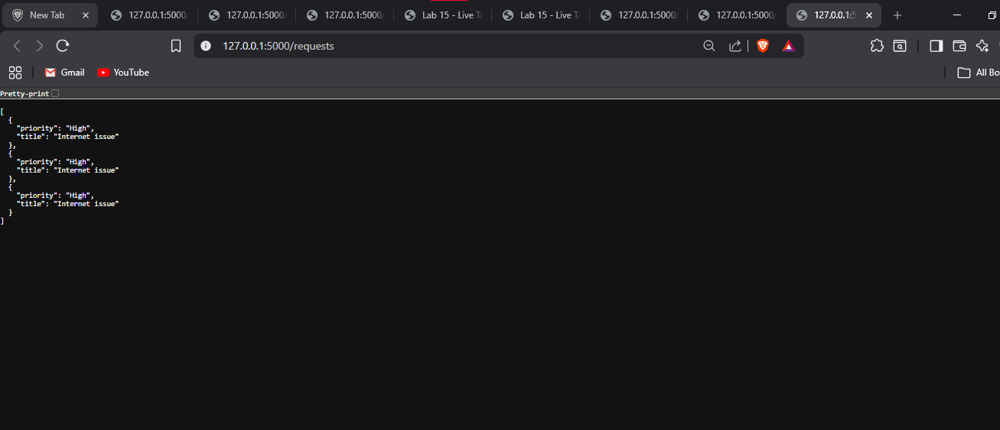 New Tab
127.0.0.1:5000/
127.0.0.1:5000/
127.0.0.1:5000/
Lab 15 - Live Ta
Lab 15 - Live Ta
127.0.0.1:5000/
127.0.0.1:5000/
127.0.0.1:5
127.0.0.1:5000/requests
Gmail
YouTube
All Bo
Pretty-print
[
  {
    "priority": "High",
    "title": "Internet issue"
  },
  {
    "priority": "High",
    "title": "Internet issue"
  },
  {
    "priority": "High",
    "title": "Internet issue"
  }
]